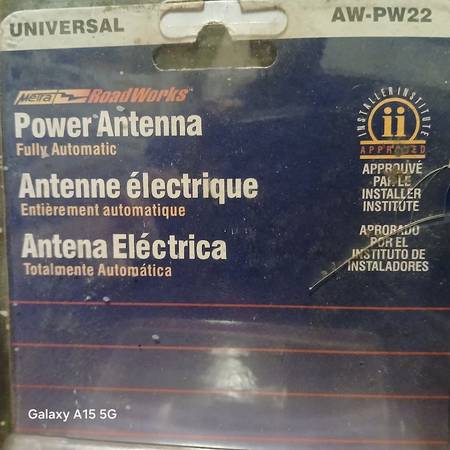 UNIVERSAL
AW-PW22
METRA RoadWorks
Power Antenna
Fully Automatic
Antenne électrique
Entièrement automatique
Antena Eléctrica
Totalmente Automática
INSTALLER INSTITUTE
ii
APPROVED
APPROUVÉ
PAR LE
INSTALLER
INSTITUTE
APROBADO
POR EL
INSTITUTO DE
INSTALADORES
Galaxy A15 5G